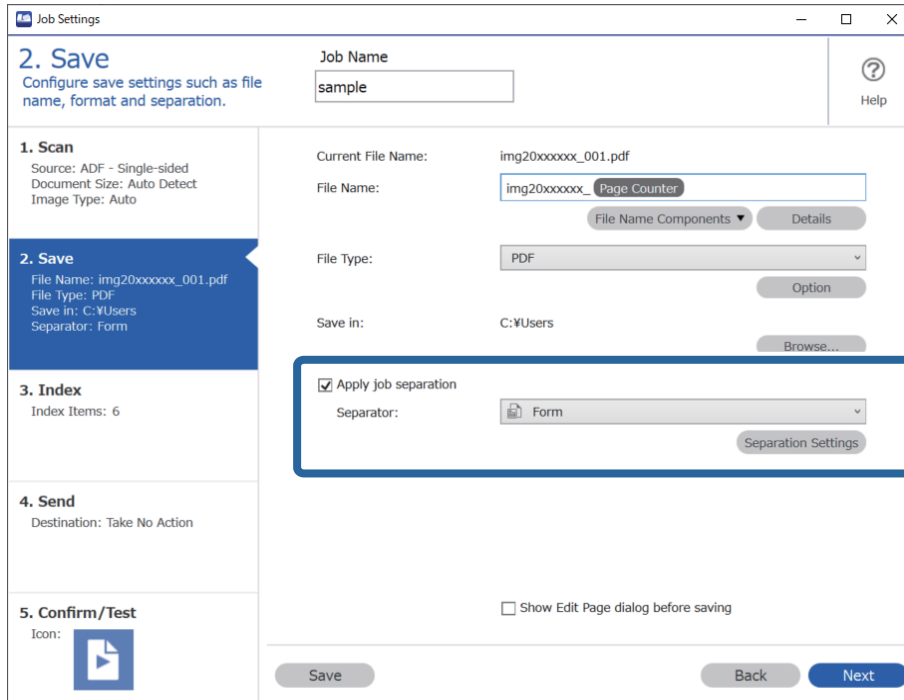 Job Settings
2. Save
Configure save settings such as file
name, format and separation.
Job Name
sample
Help
1. Scan
Source: ADF - Single-sided
Document Size: Auto Detect
Image Type: Auto
2. Save
File Name: img20xxxxxx_001.pdf
File Type: PDF
Save in: C:¥Users
Separator: Form
3. Index
Index Items: 6
4. Send
Destination: Take No Action
5. Confirm/Test
Icon:
Current File Name: img20xxxxxx_001.pdf
File Name: img20xxxxxx_ Page Counter
File Name Components Details
File Type: PDF
Option
Save in: C:¥Users
Browse...
Apply job separation
Separator: Form
Separation Settings
Show Edit Page dialog before saving
Save Back Next